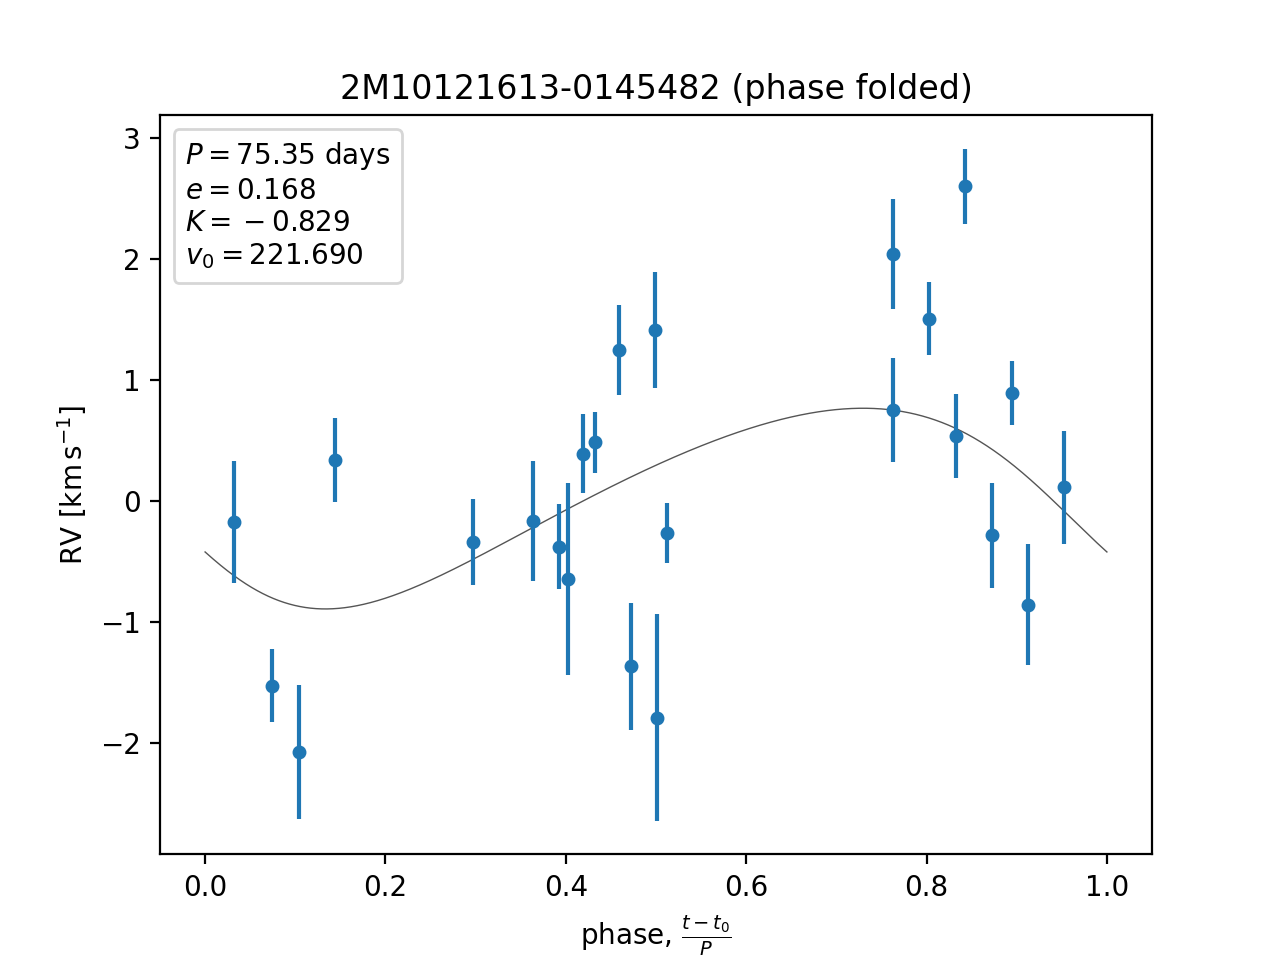 2M10121613-0145482 (phase folded)
P = 75.35 days
e = 0.168
K = −0.829
v₀ = 221.690
3
2
1
0
−1
−2
RV [km s⁻¹]
0.0 0.2 0.4 0.6 0.8 1.0
phase, (t − t₀)/P